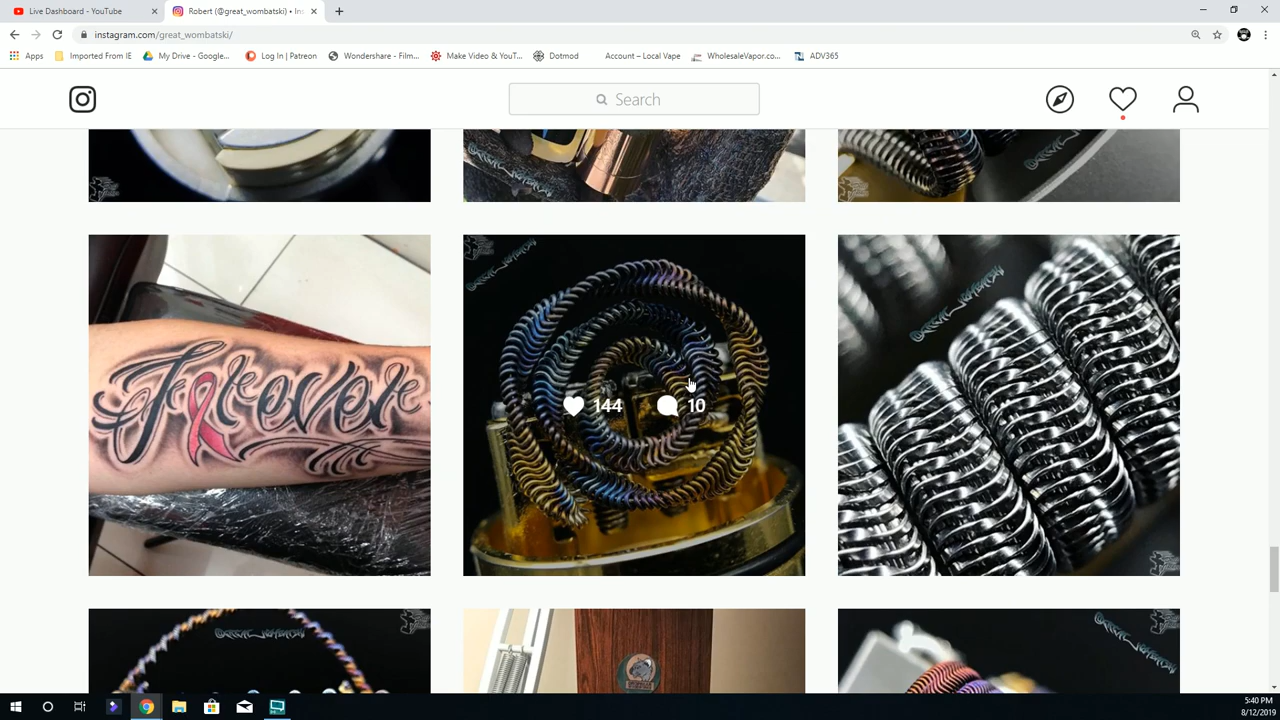 Live Dashboard - YouTube
Robert (@great_wombatski) • Ins
instagram.com/great_wombatski/
Apps
Imported From IE
My Drive - Google...
Log In | Patreon
Wondershare - Film...
Make Video & YouT...
Dotmod
Account – Local Vape
WholesaleVapor.co...
ADV365
Search
Forever
144
10
5:40 PM
8/12/2019